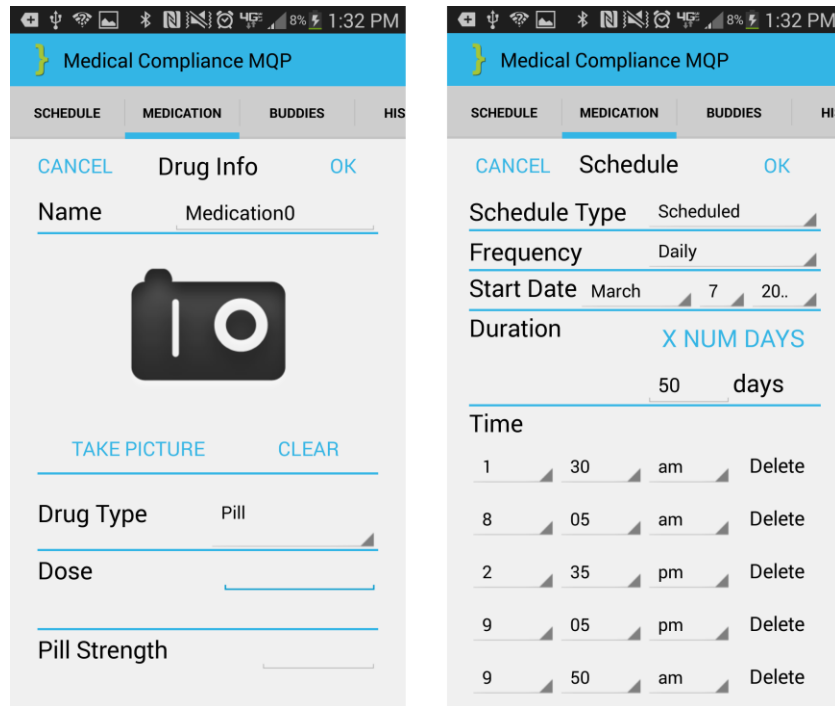 8% 1:32 PM
Medical Compliance MQP
SCHEDULE MEDICATION BUDDIES HIS
CANCEL Drug Info OK
Name Medication0
TAKE PICTURE CLEAR
Drug Type Pill
Dose
Pill Strength
4G 8% 1:32 PM
Medical Compliance MQP
SCHEDULE MEDICATION BUDDIES HI
CANCEL Schedule OK
Schedule Type Scheduled
Frequency Daily
Start Date March 7 20..
Duration X NUM DAYS
50 days
Time
1 30 am Delete
8 05 am Delete
2 35 pm Delete
9 05 pm Delete
9 50 am Delete